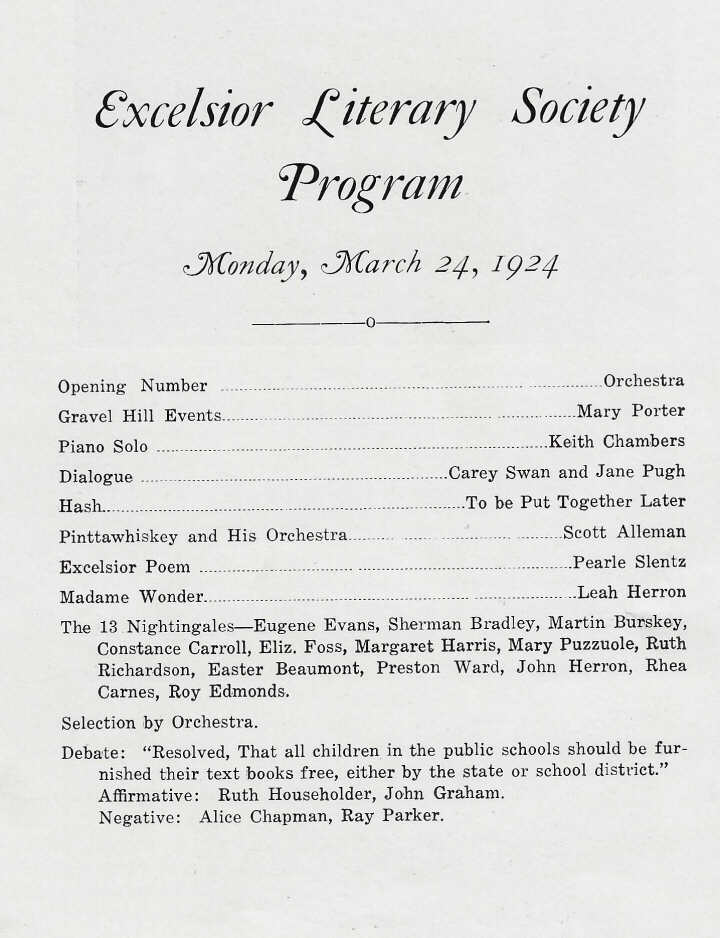 Excelsior Literary Society
Program
Monday, March 24, 1924
Opening Number Orchestra
Gravel Hill Events Mary Porter
Piano Solo Keith Chambers
Dialogue Carey Swan and Jane Pugh
Hash To be Put Together Later
Pinttawhiskey and His Orchestra Scott Alleman
Excelsior Poem Pearle Slentz
Madame Wonder Leah Herron
The 13 Nightingales—Eugene Evans, Sherman Bradley, Martin Burskey,
Constance Carroll, Eliz. Foss, Margaret Harris, Mary Puzzuole, Ruth
Richardson, Easter Beaumont, Preston Ward, John Herron, Rhea
Carnes, Roy Edmonds.
Selection by Orchestra.
Debate: "Resolved, That all children in the public schools should be fur-
nished their text books free, either by the state or school district."
Affirmative: Ruth Householder, John Graham.
Negative: Alice Chapman, Ray Parker.